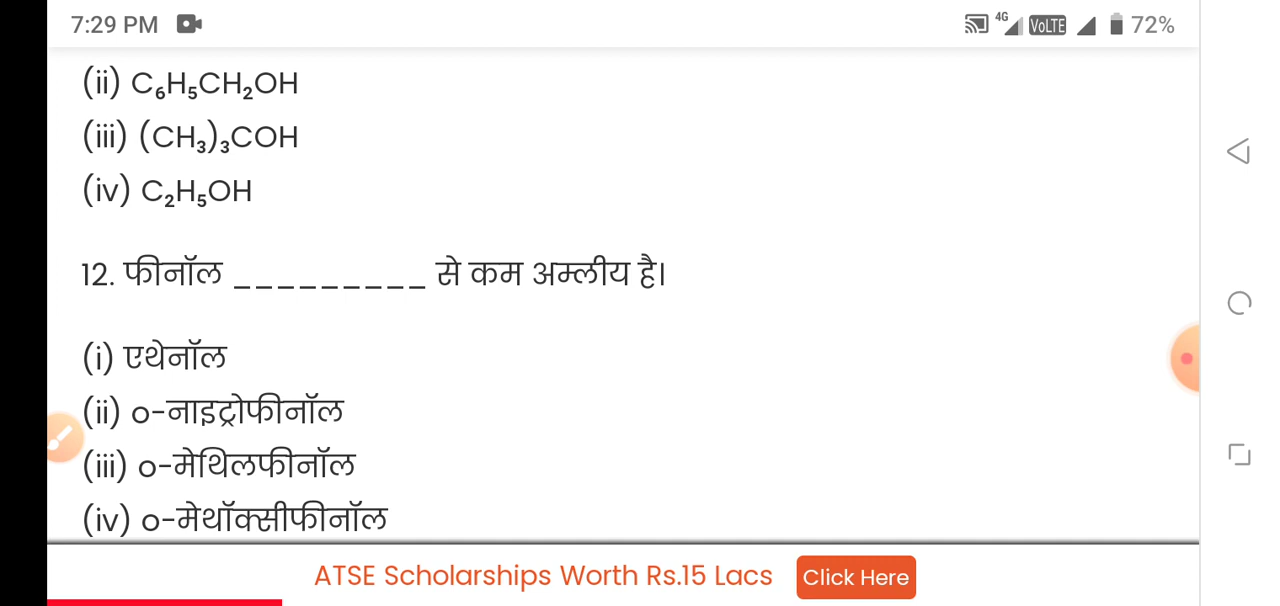 7:29 PM 4G VoLTE 72%
(ii) C₆H₅CH₂OH
(iii) (CH₃)₃COH
(iv) C₂H₅OH
12. फीनॉल _________ से कम अम्लीय है।
(i) एथेनॉल
(ii) o-नाइट्रोफीनॉल
(iii) o-मेथिलफीनॉल
(iv) o-मेथॉक्सीफीनॉल
ATSE Scholarships Worth Rs.15 Lacs Click Here